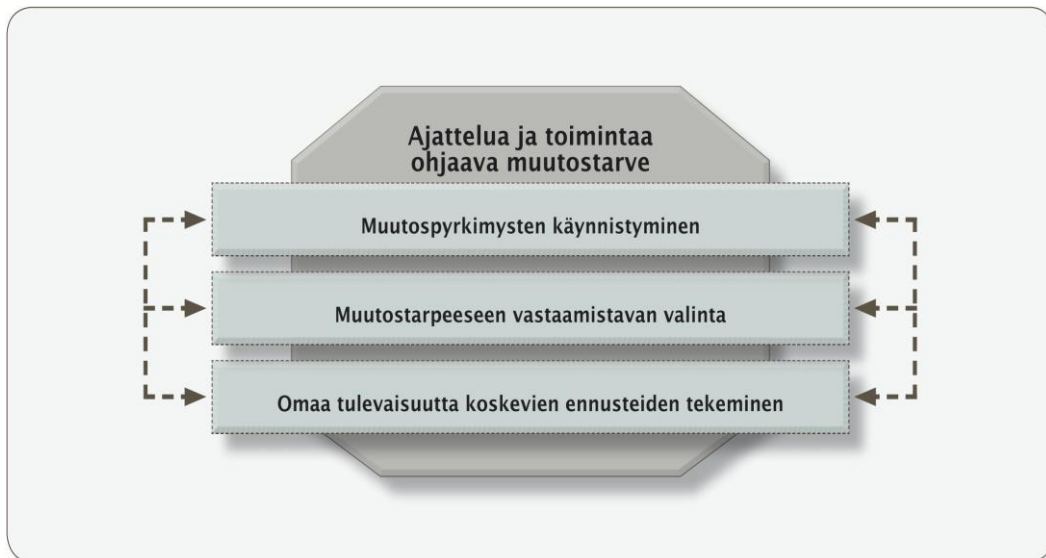 Ajattelua ja toimintaa
ohjaava muutostarve
Muutospyrkimysten käynnistyminen
Muutostarpeeseen vastaamistavan valinta
Omaa tulevaisuutta koskevien ennusteiden tekeminen